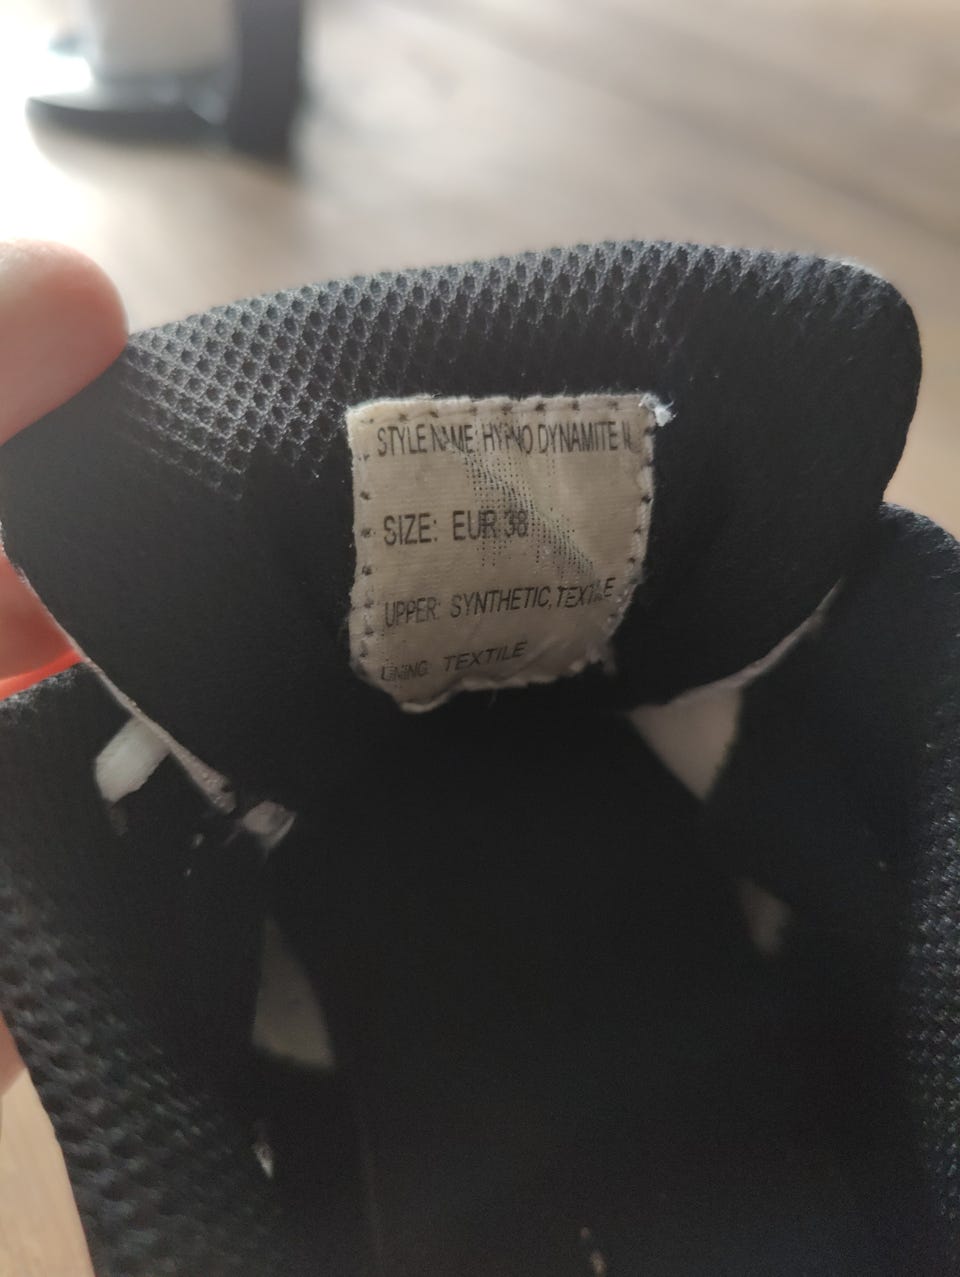 STYLE NAME: HYPNO DYNAMITE II
SIZE: EUR 38
UPPER: SYNTHETIC, TEXTILE
LINING: TEXTILE